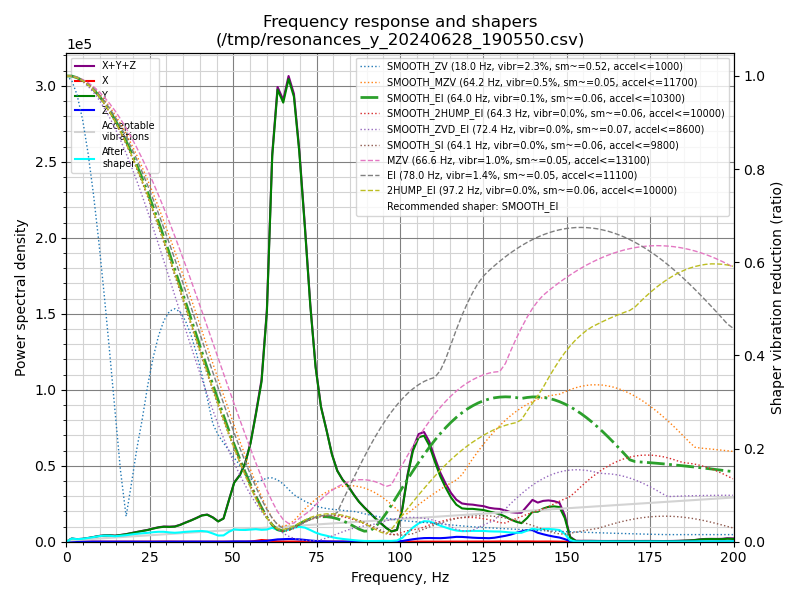 Frequency response and shapers
(/tmp/resonances_y_20240628_190550.csv)
1e5
X+Y+Z
X
Y
Z
Acceptable
vibrations
After
shaper
SMOOTH_ZV (18.0 Hz, vibr=2.3%, sm~=0.52, accel<=1000)
SMOOTH_MZV (64.2 Hz, vibr=0.5%, sm~=0.05, accel<=11700)
SMOOTH_EI (64.0 Hz, vibr=0.1%, sm~=0.06, accel<=10300)
SMOOTH_2HUMP_EI (64.3 Hz, vibr=0.0%, sm~=0.06, accel<=10000)
SMOOTH_ZVD_EI (72.4 Hz, vibr=0.0%, sm~=0.07, accel<=8600)
SMOOTH_SI (64.1 Hz, vibr=0.0%, sm~=0.06, accel<=9800)
MZV (66.6 Hz, vibr=1.0%, sm~=0.05, accel<=13100)
EI (78.0 Hz, vibr=1.4%, sm~=0.05, accel<=11100)
2HUMP_EI (97.2 Hz, vibr=0.0%, sm~=0.06, accel<=10000)
Recommended shaper: SMOOTH_EI
Power spectral density
3.0
2.5
2.0
1.5
1.0
0.5
0.0
1.0
0.8
0.6
0.4
0.2
0.0
Shaper vibration reduction (ratio)
0 25 50 75 100 125 150 175 200
Frequency, Hz